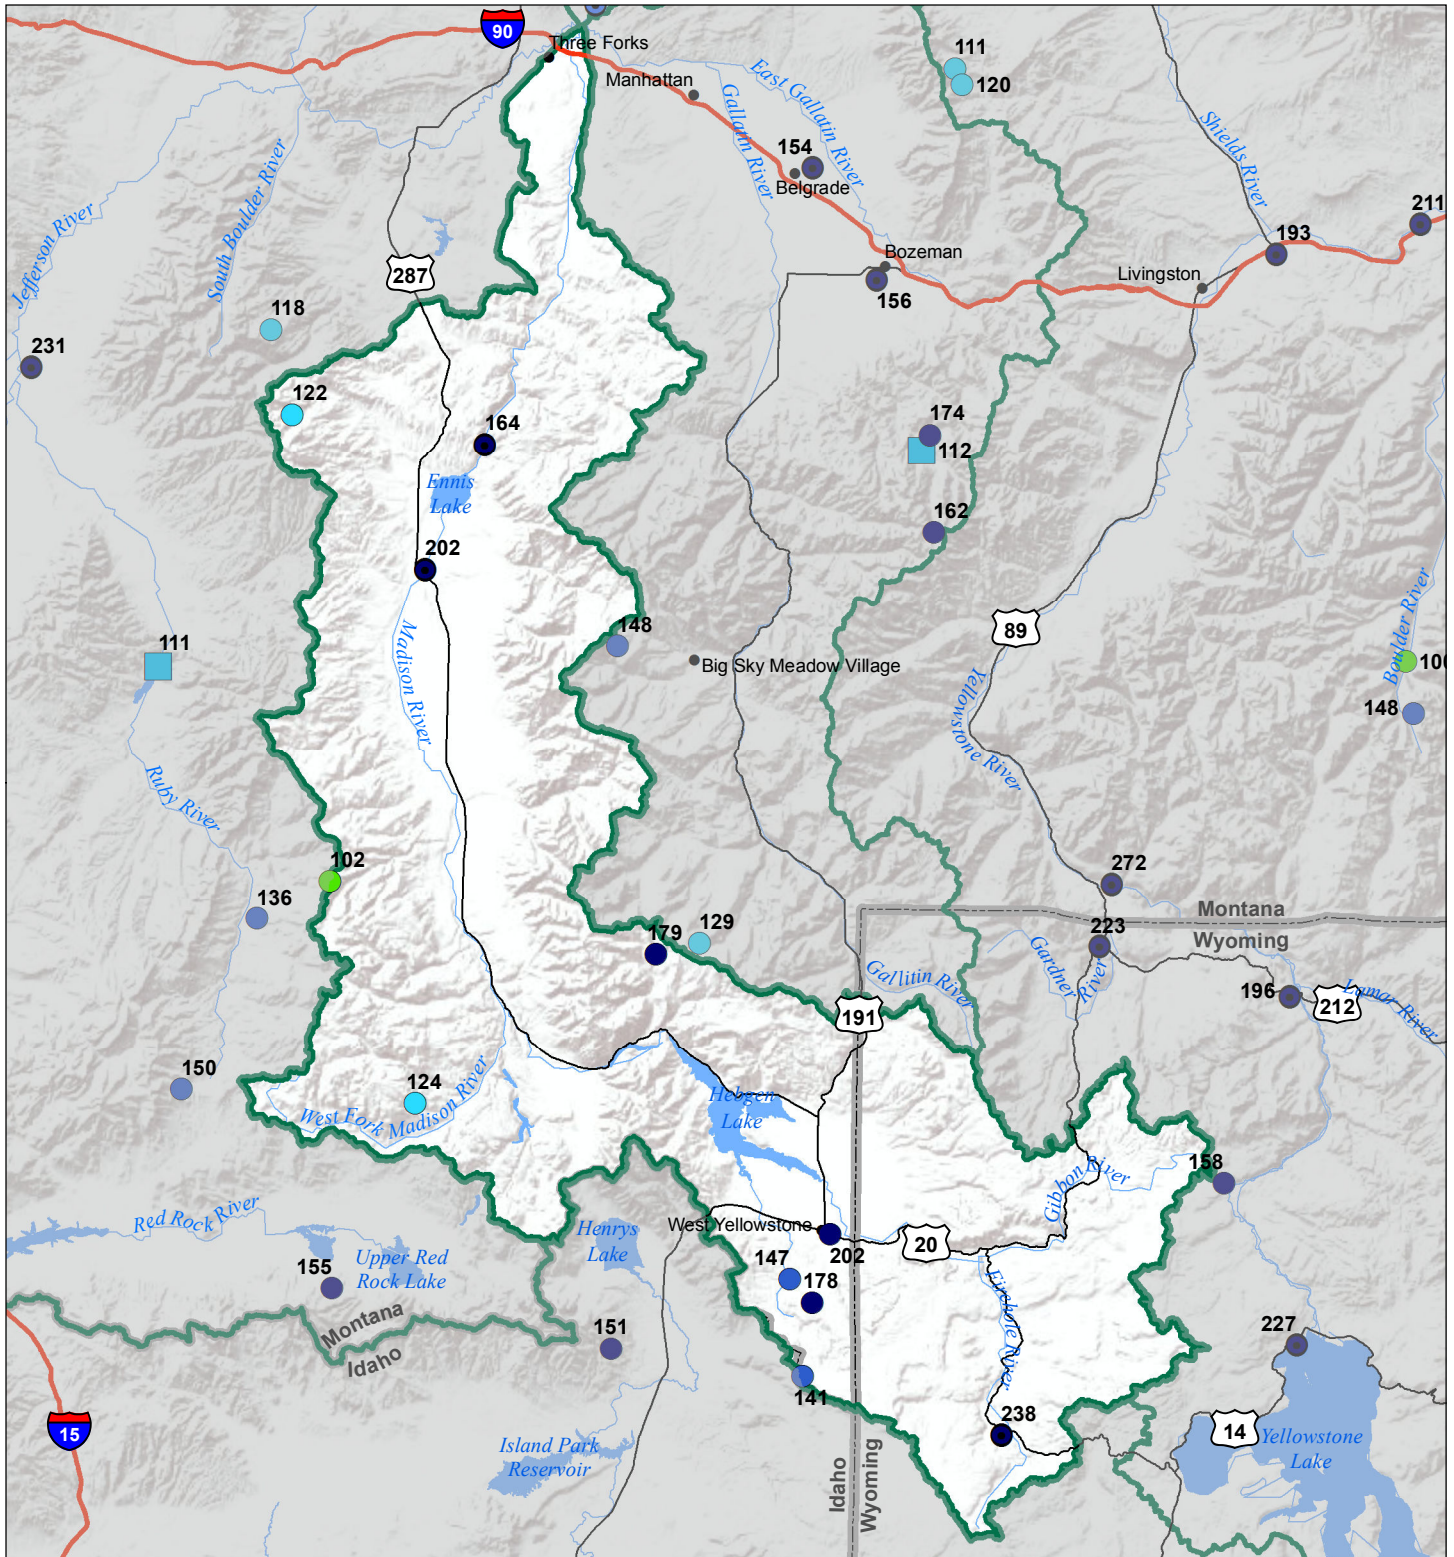 90
Three Forks
Manhattan
East Gallatin River
Gallatin River
111
120
Shields River
154
Belgrade
South Boulder River
Jefferson River
211
193
Bozeman
287
Livingston
156
118
231
122
164
174
112
Ennis
Lake
162
202
Madison River
148
89
Boulder River
111
Big Sky Meadow Village
148
Yellowstone River
Ruby River
102
272
136
Montana
Wyoming
223
179
129
Gardner River
Gallitin River
196
212
Lamar River
191
150
124
Hebgen
Lake
West Fork Madison River
158
Gibbon River
Red Rock River
Henrys
Lake
West Yellowstone
202
20
Upper Red
Rock Lake
155
147
178
Firehole River
Montana
Idaho
151
227
141
238
15
14
Yellowstone
Lake
Island Park
Reservoir
Idaho
Wyoming